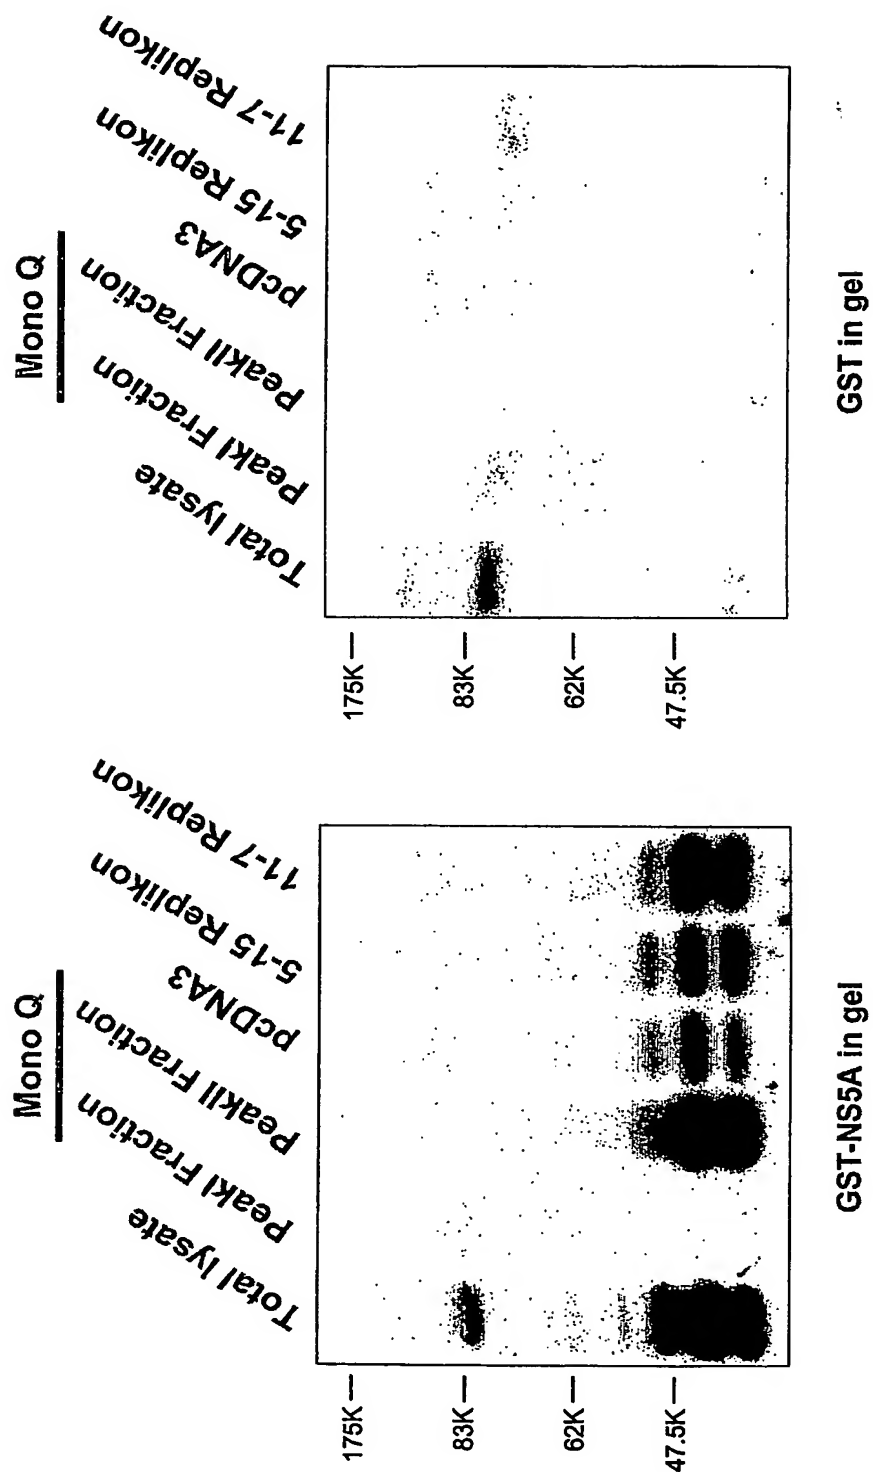 Mono Q
Total lysate
PeakI Fraction
PeakII Fraction
pcDNA3
5-15 Replikon
11-7 Replikon
175K
83K
62K
47.5K
GST-NS5A in gel
Mono Q
Total lysate
PeakI Fraction
PeakII Fraction
pcDNA3
5-15 Replikon
11-7 Replikon
175K
83K
62K
47.5K
GST in gel